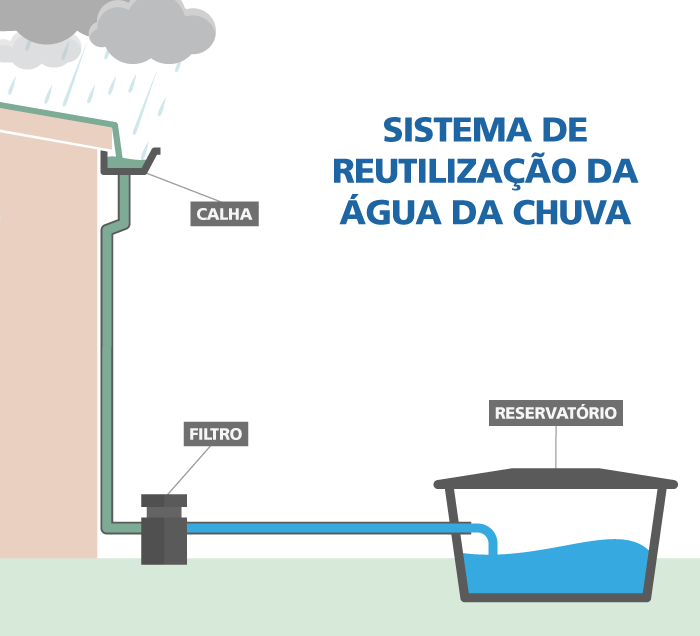 SISTEMA DE
REUTILIZAÇÃO DA
ÁGUA DA CHUVA
CALHA
FILTRO
RESERVATÓRIO